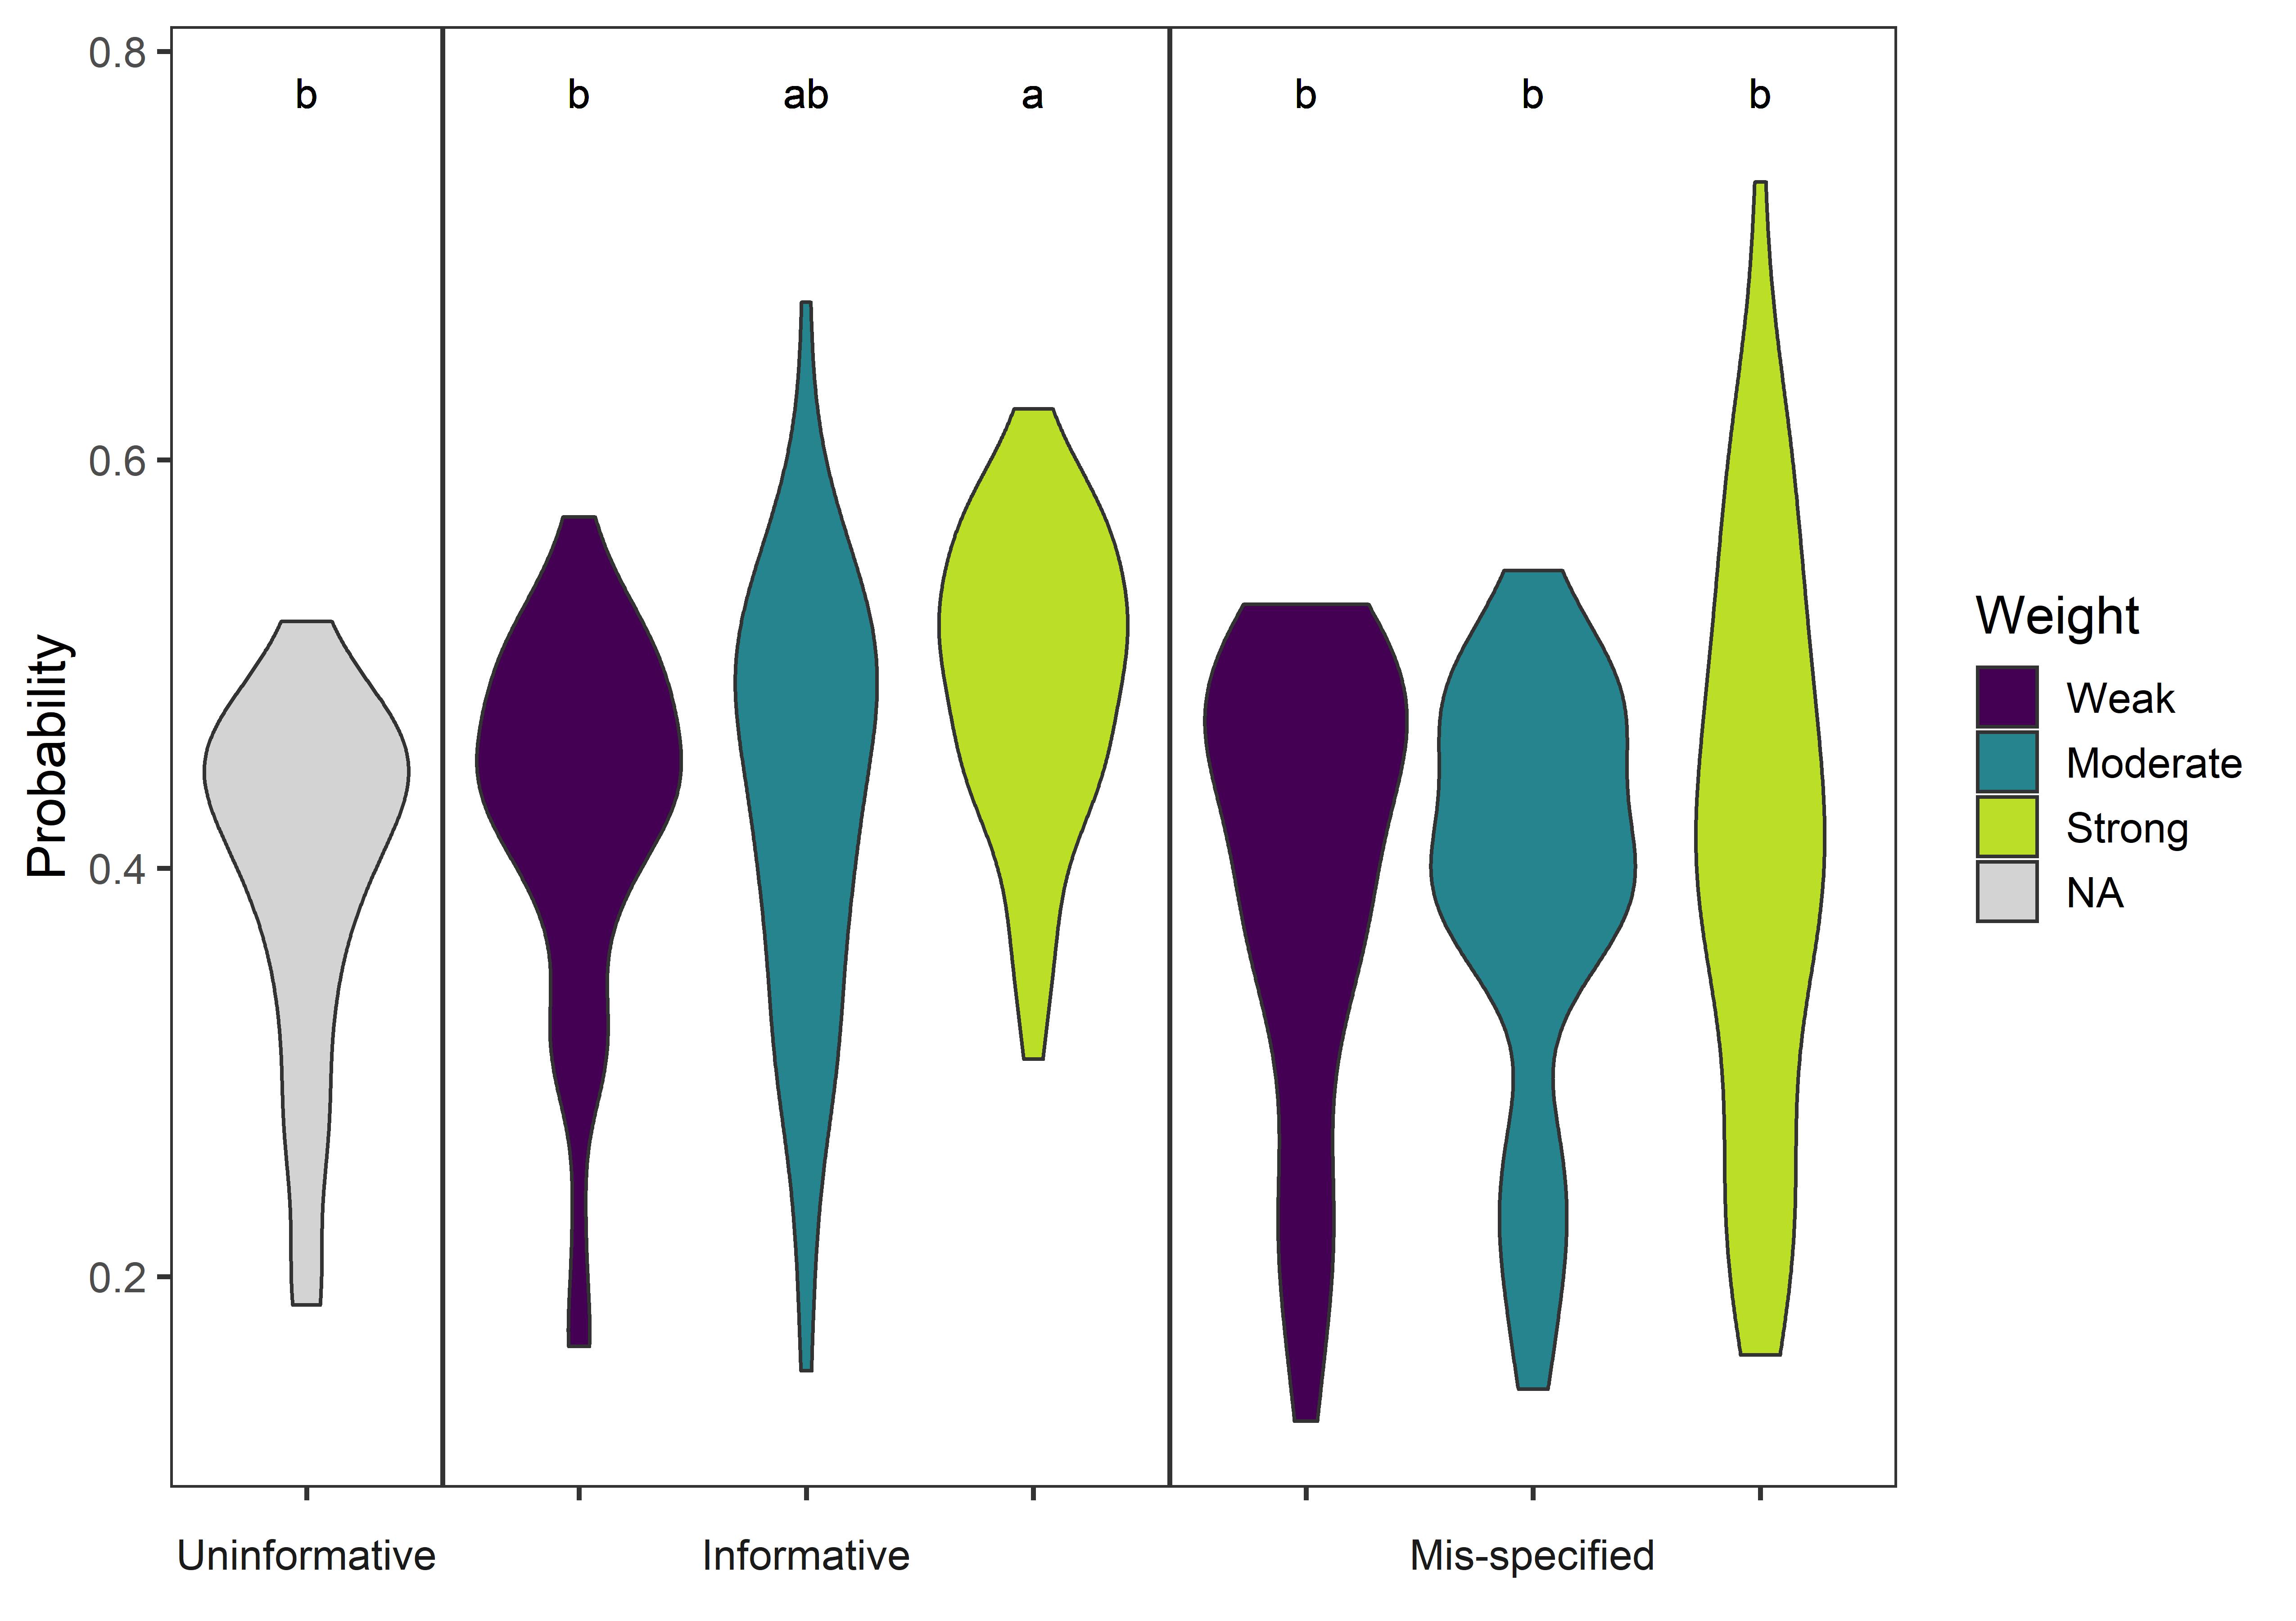 Probability
0.8
0.6
0.4
0.2
b b ab a b b b
Uninformative Informative Mis-specified
Weight
Weak
Moderate
Strong
NA